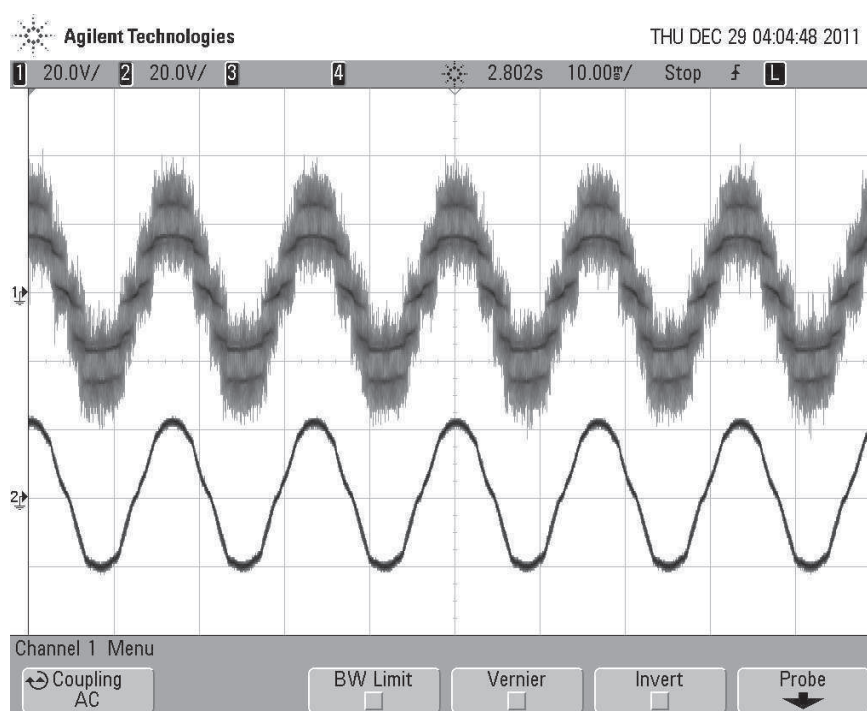 Agilent Technologies THU DEC 29 04:04:48 2011
1 20.0V/ 2 20.0V/ 3 4 2.802s 10.00㎳/ Stop L
1
2
Channel 1 Menu
Coupling BW Limit Vernier Invert Probe
AC